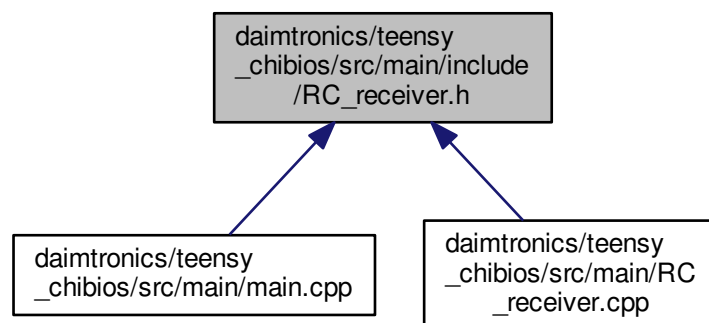 daimtronics/teensy
_chibios/src/main/include
/RC_receiver.h
daimtronics/teensy
_chibios/src/main/main.cpp
daimtronics/teensy
_chibios/src/main/RC
_receiver.cpp